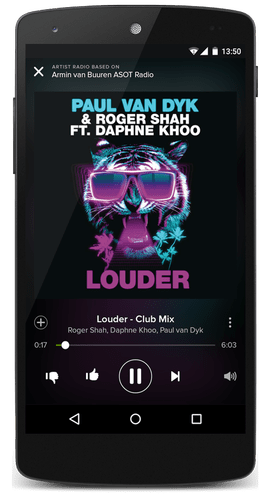 13:50
ARTIST RADIO BASED ON
Armin van Buuren ASOT Radio
PAUL VAN DYK
& ROGER SHAH
FT. DAPHNE KHOO
LOUDER
Louder - Club Mix
Roger Shah, Daphne Khoo, Paul van Dyk
0:17
6:03